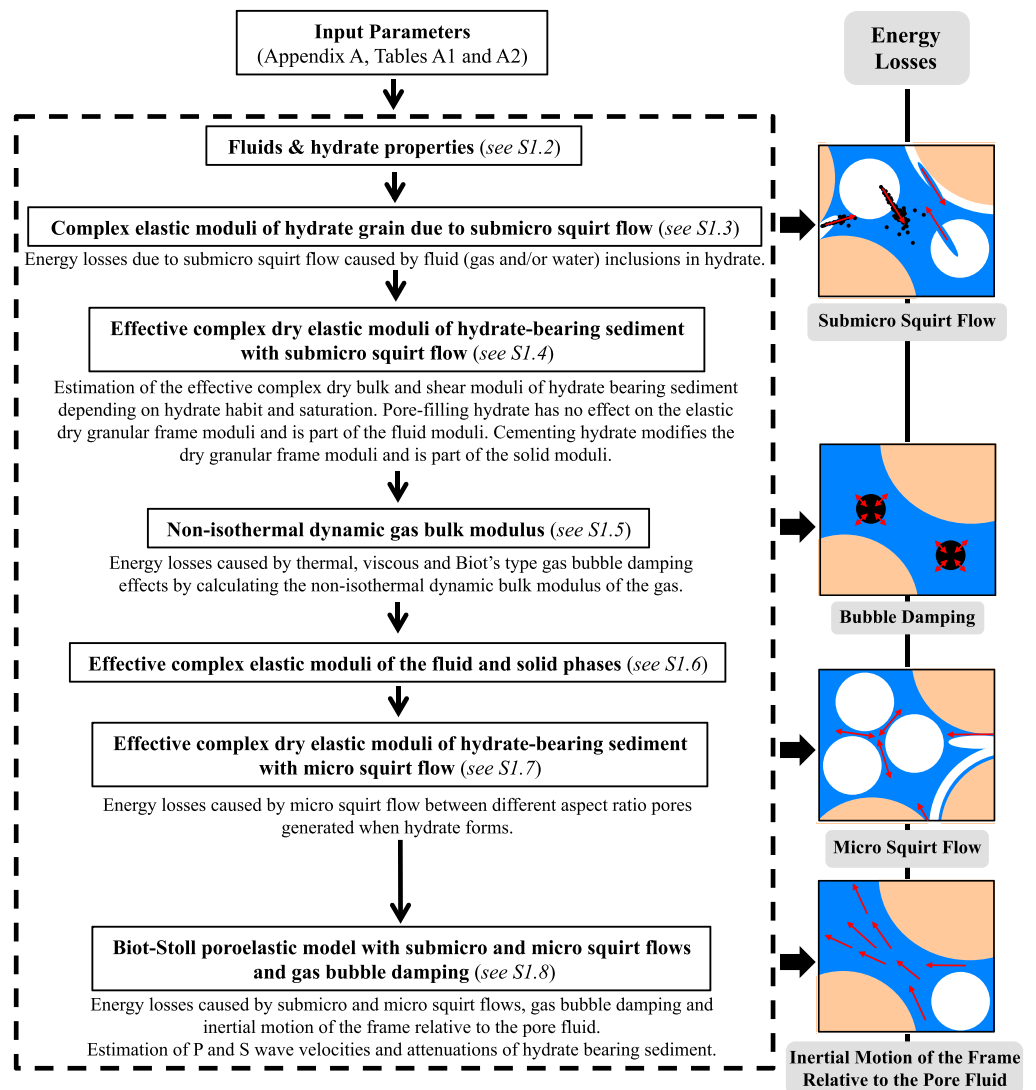 Input Parameters
(Appendix A, Tables A1 and A2)
Fluids & hydrate properties (see S1.2)
Complex elastic moduli of hydrate grain due to submicro squirt flow (see S1.3)
Energy losses due to submicro squirt flow caused by fluid (gas and/or water) inclusions in hydrate.
Effective complex dry elastic moduli of hydrate-bearing sediment
with submicro squirt flow (see S1.4)
Estimation of the effective complex dry bulk and shear moduli of hydrate bearing sediment
depending on hydrate habit and saturation. Pore-filling hydrate has no effect on the elastic
dry granular frame moduli and is part of the fluid moduli. Cementing hydrate modifies the
dry granular frame moduli and is part of the solid moduli.
Non-isothermal dynamic gas bulk modulus (see S1.5)
Energy losses caused by thermal, viscous and Biot's type gas bubble damping
effects by calculating the non-isothermal dynamic bulk modulus of the gas.
Effective complex elastic moduli of the fluid and solid phases (see S1.6)
Effective complex dry elastic moduli of hydrate-bearing sediment
with micro squirt flow (see S1.7)
Energy losses caused by micro squirt flow between different aspect ratio pores
generated when hydrate forms.
Biot-Stoll poroelastic model with submicro and micro squirt flows
and gas bubble damping (see S1.8)
Energy losses caused by submicro and micro squirt flows, gas bubble damping and
inertial motion of the frame relative to the pore fluid.
Estimation of P and S wave velocities and attenuations of hydrate bearing sediment.
Energy
Losses
Submicro Squirt Flow
Bubble Damping
Micro Squirt Flow
Inertial Motion of the Frame
Relative to the Pore Fluid